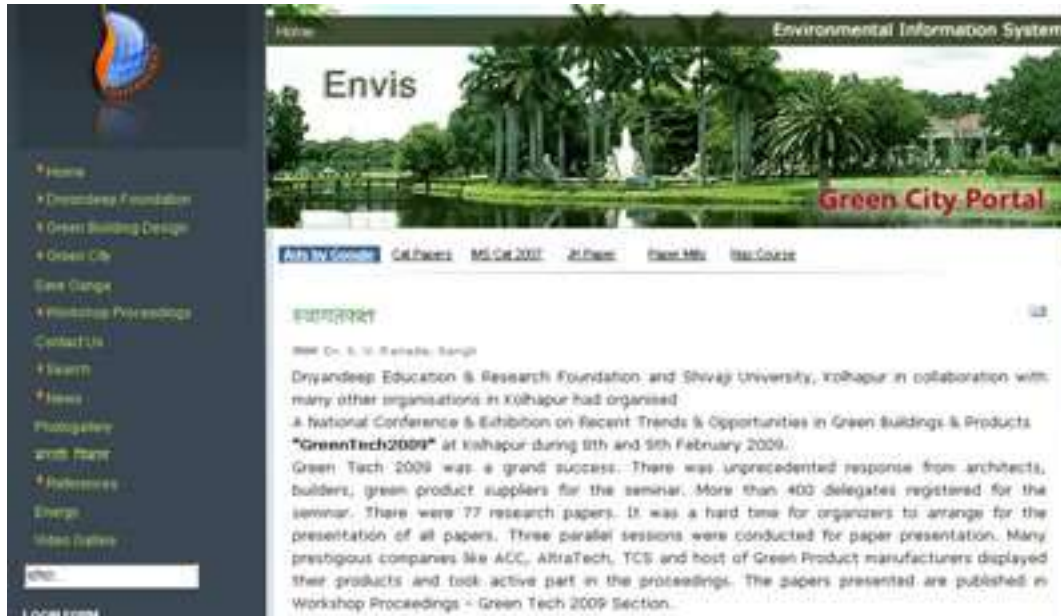 Home
Environmental Information System
Envis
Green City Portal
Home
Dnyandeep Foundation
Green Building Design
Green City
Save Ganga
Workshop Proceedings
Contact Us
Search
News
Photogallery
References
Energy
Video Gallery
LOGIN FORM
Ads by Google Cat Papers IMS Cat 2007 Paper Mills Nas Course
Dr. S. V. Ranade, Sangli
Dnyandeep Education & Research Foundation and Shivaji University, Kolhapur in collaboration with
many other organisations in Kolhapur had organised
A National Conference & Exhibition on Recent Trends & Opportunities in Green Buildings & Products
"GreenTech2009" at Kolhapur during 8th and 9th February 2009.
Green Tach 2009 was a grand success. There was unprecedented response from architects,
builders, green product suppliers for the seminar. More than 400 delegates registered for the
seminar. There were 77 research papers. It was a hard time for organizers to arrange for the
presentation of all papers. Three parallel sessions were conducted for paper presentation. Many
prestigious companies like ACC, AltraTech, TCS and host of Green Product manufacturers displayed
their products and took active part in the proceedings. The papers presented are published in
Workshop Proceedings - Green Tech 2009 Section.